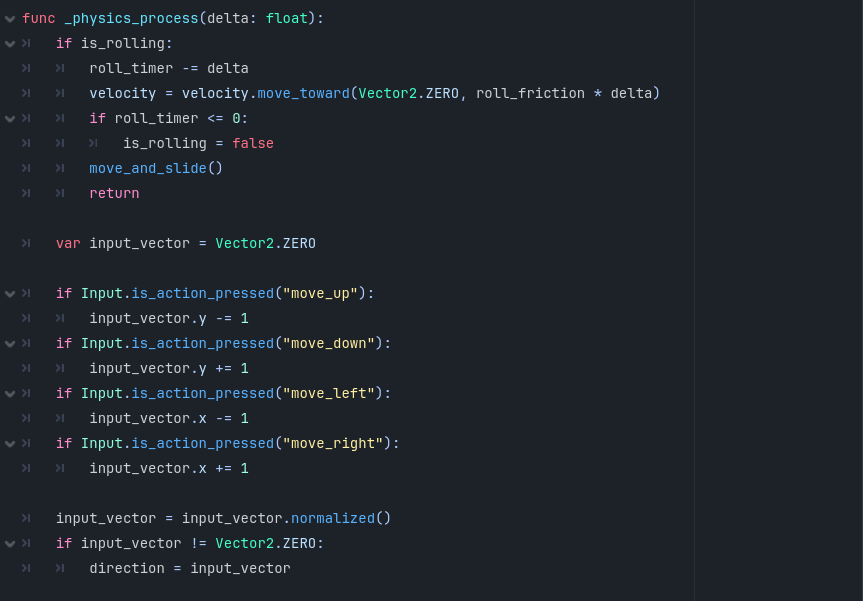 func _physics_process(delta: float):
	if is_rolling:
		roll_timer -= delta
		velocity = velocity.move_toward(Vector2.ZERO, roll_friction * delta)
		if roll_timer <= 0:
			is_rolling = false
		move_and_slide()
		return

	var input_vector = Vector2.ZERO

	if Input.is_action_pressed("move_up"):
		input_vector.y -= 1
	if Input.is_action_pressed("move_down"):
		input_vector.y += 1
	if Input.is_action_pressed("move_left"):
		input_vector.x -= 1
	if Input.is_action_pressed("move_right"):
		input_vector.x += 1

	input_vector = input_vector.normalized()
	if input_vector != Vector2.ZERO:
		direction = input_vector